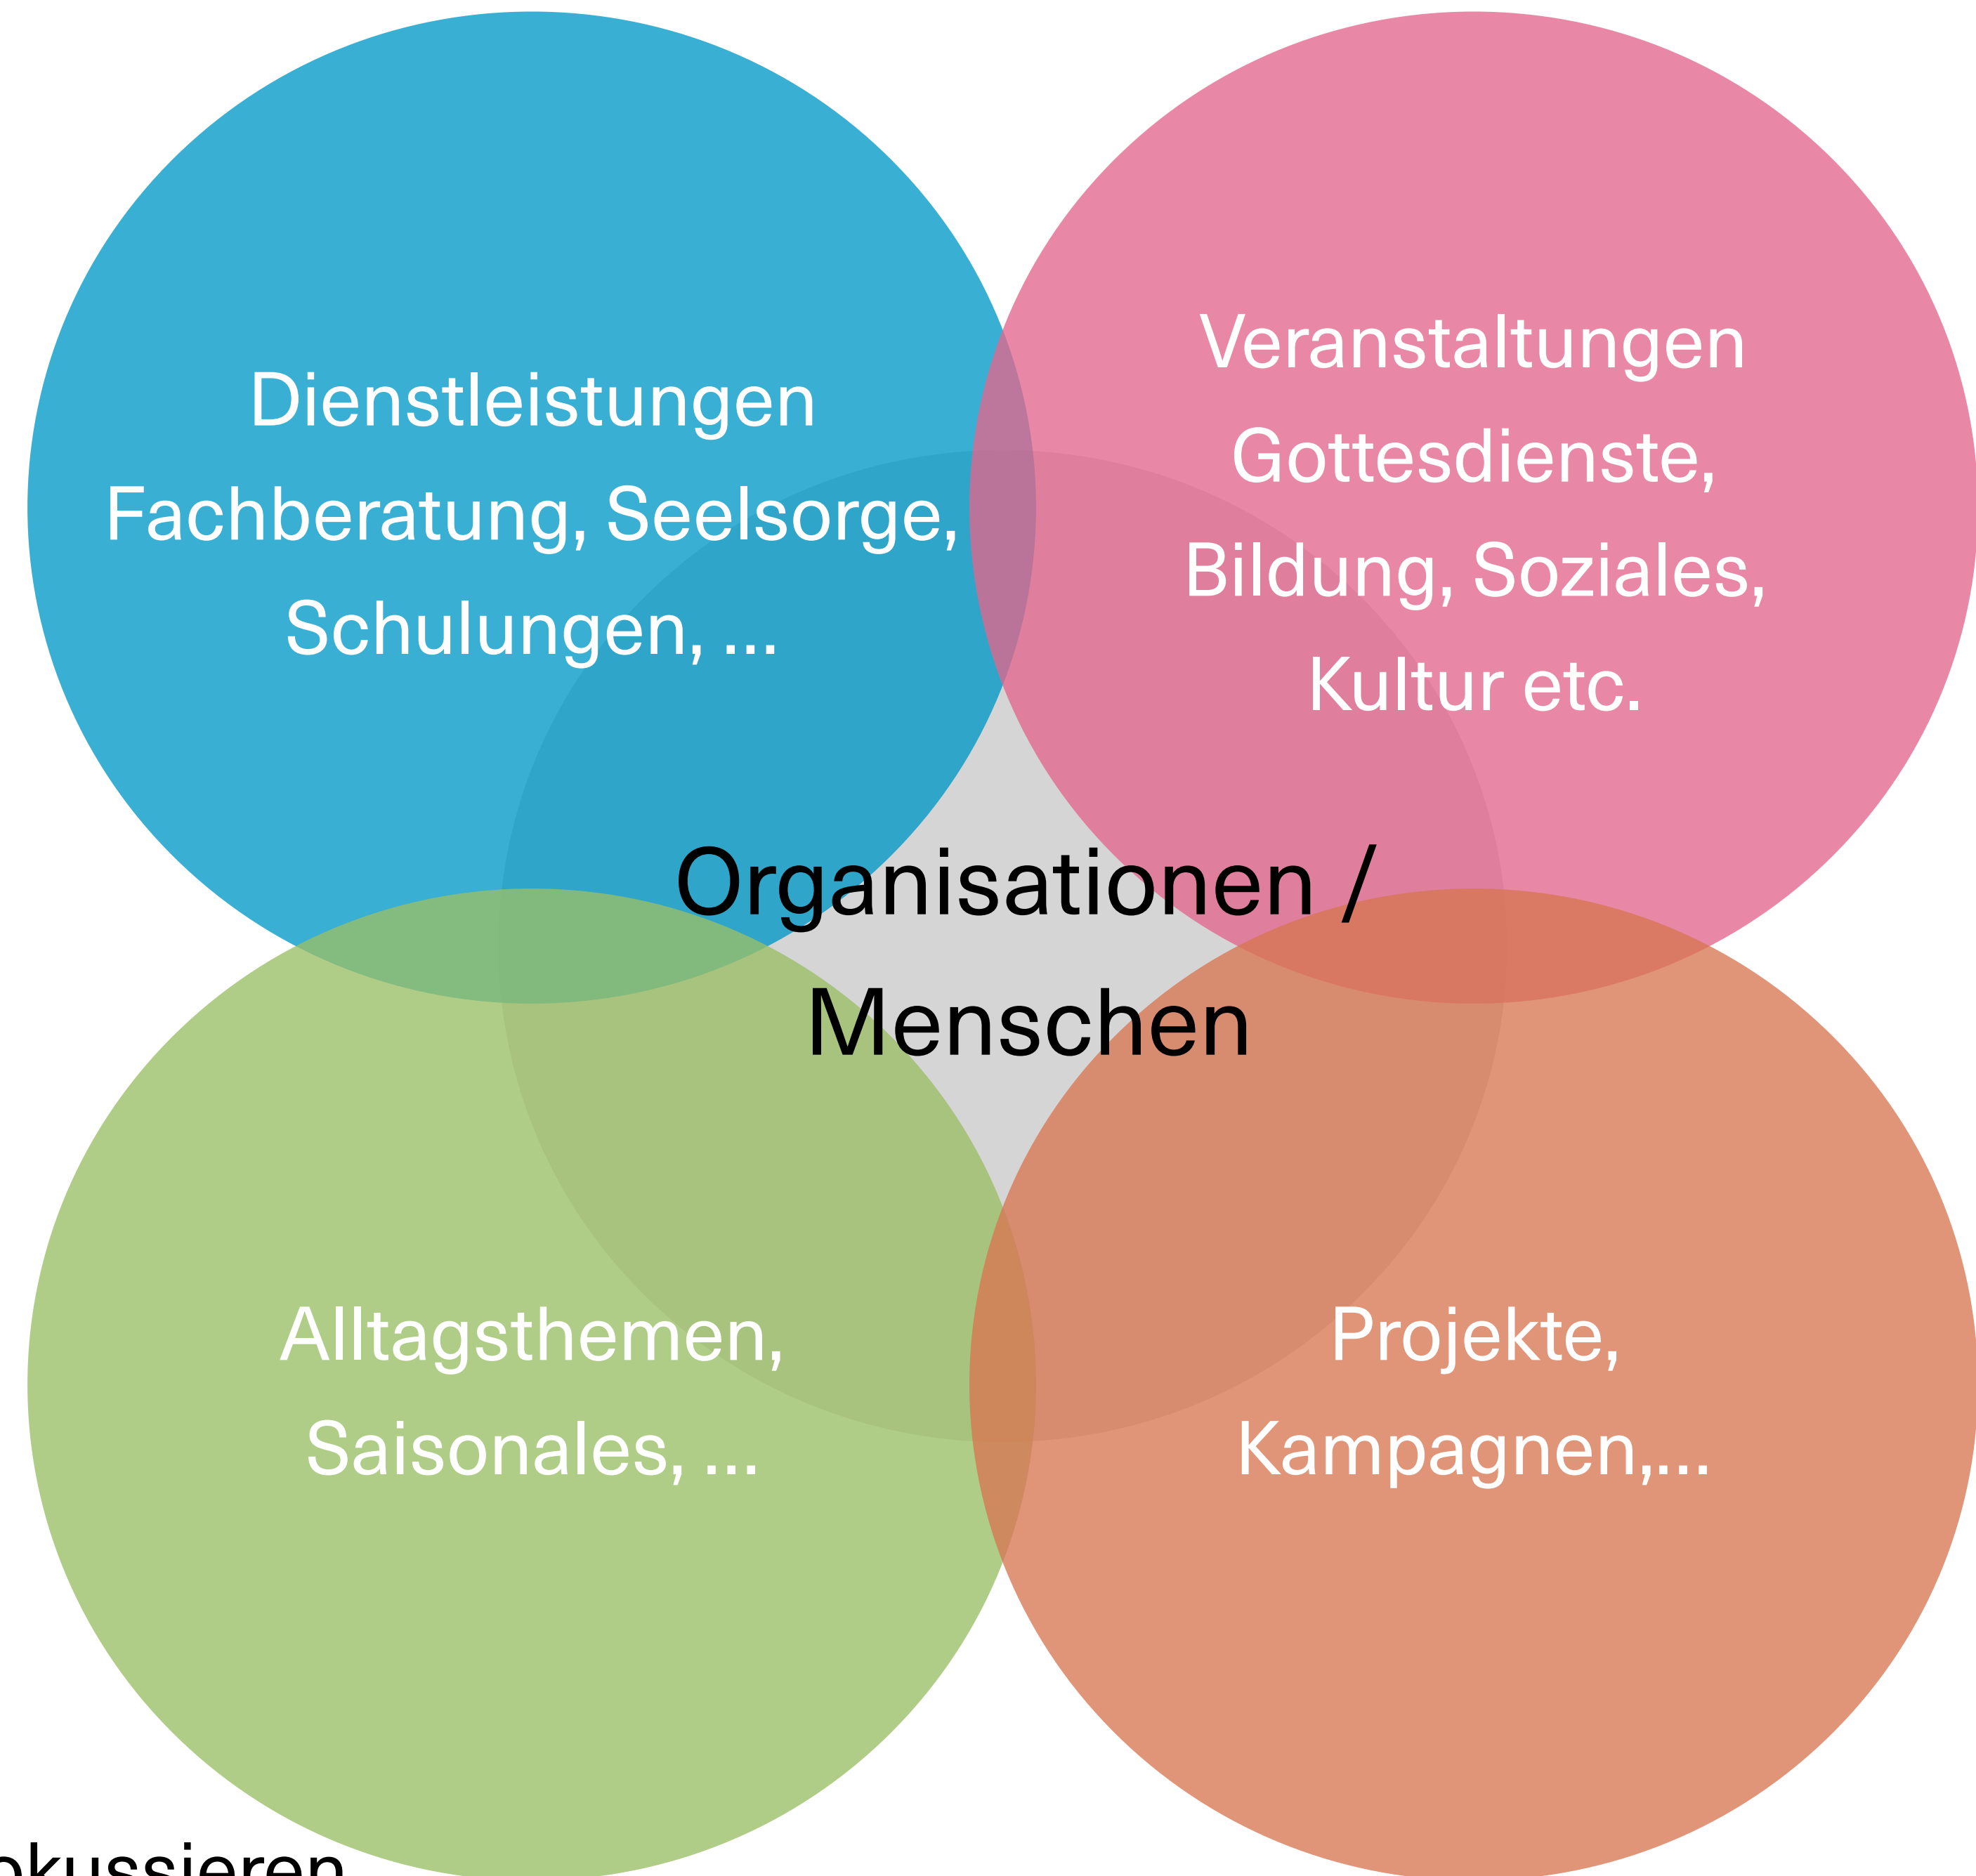 Dienstleistungen
Fachberatung, Seelsorge,
Schulungen, ...
Veranstaltungen
Gottesdienste,
Bildung, Soziales,
Kultur etc.
Organisationen /
Menschen
Alltagsthemen,
Saisonales, ...
Projekte,
Kampagnen,...